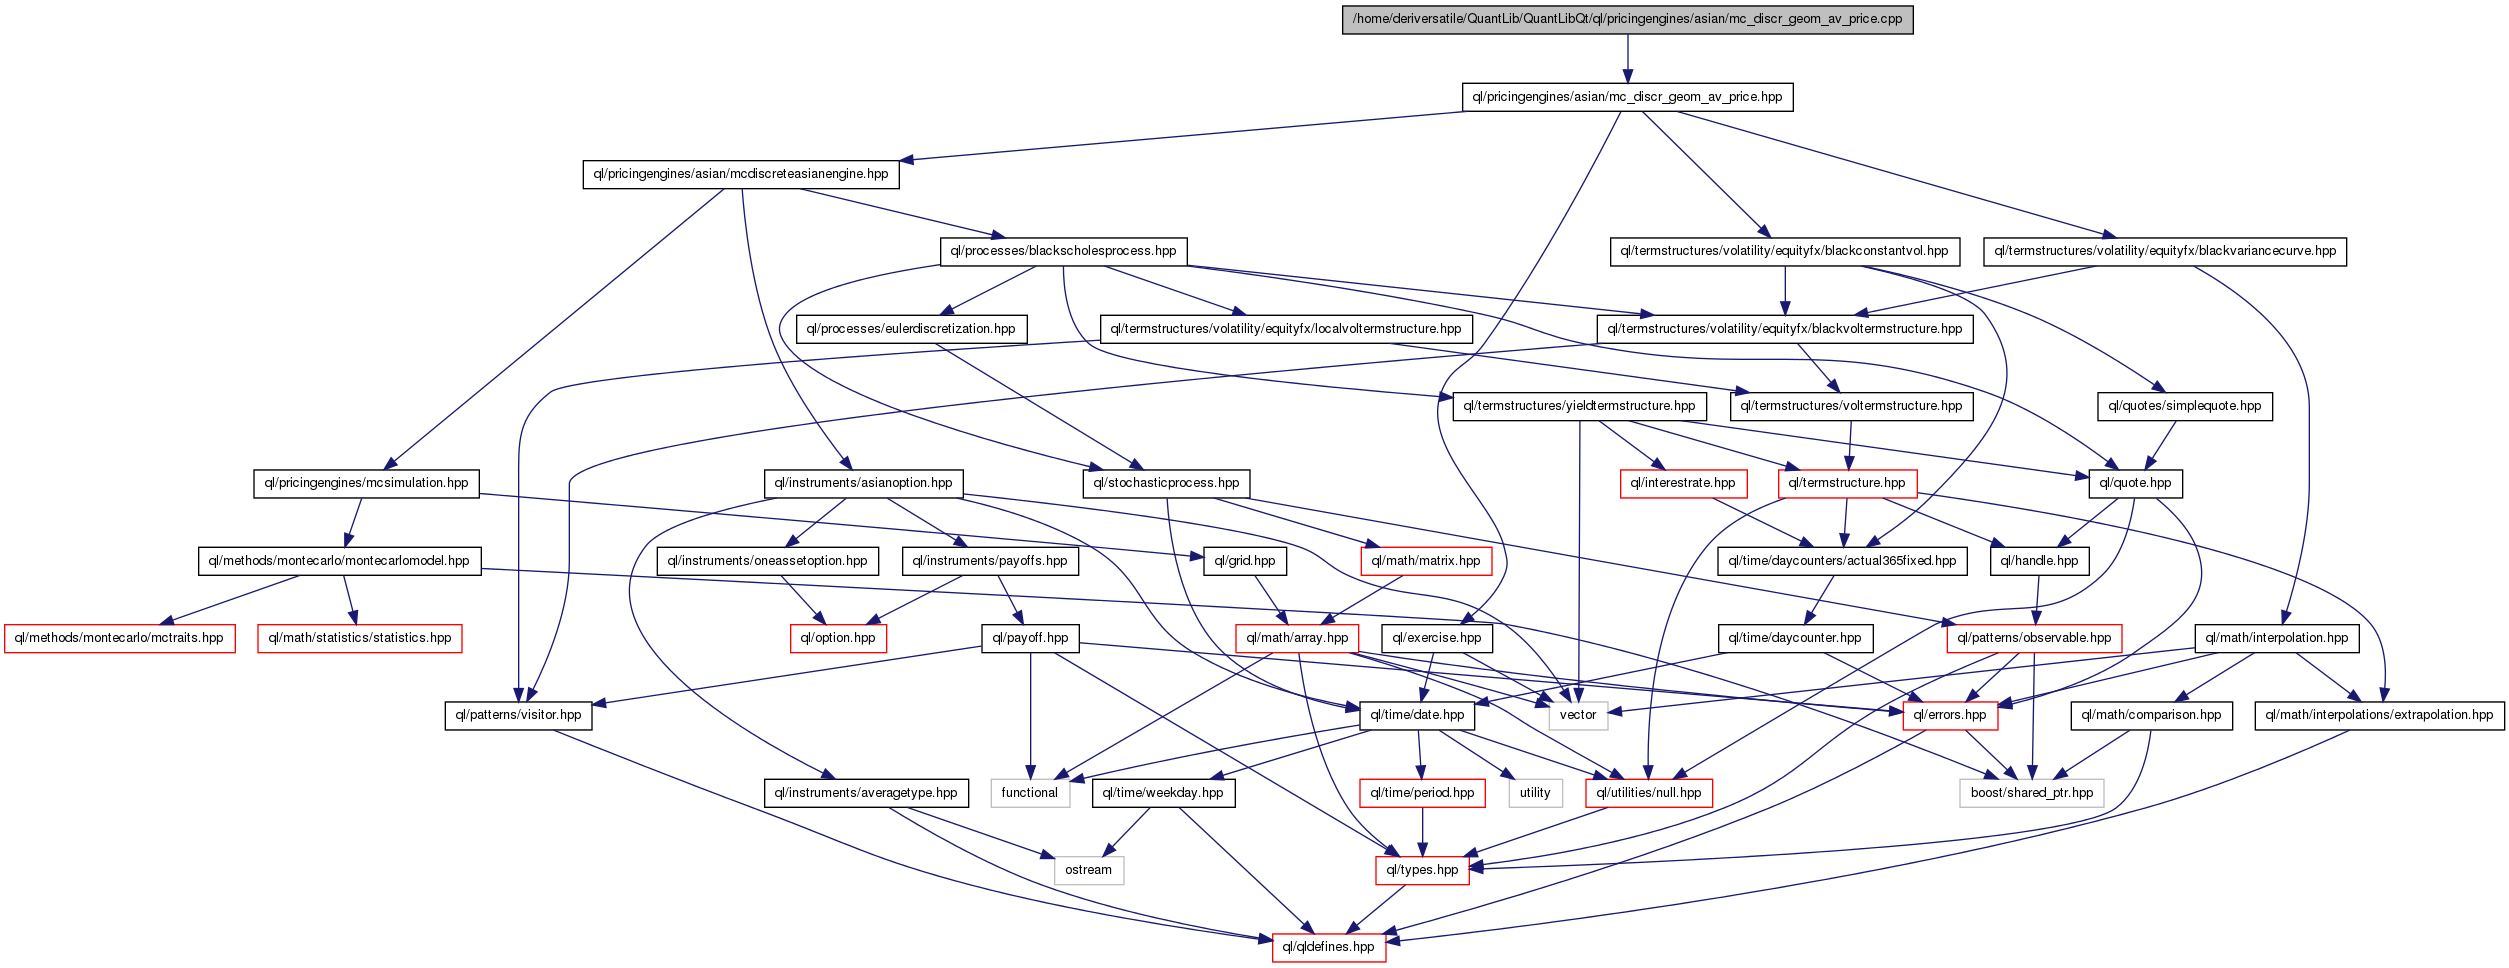 /home/deriversatile/QuantLib/QuantLibQt/ql/pricingengines/asian/mc_discr_geom_av_price.cpp
ql/pricingengines/asian/mc_discr_geom_av_price.hpp
ql/pricingengines/asian/mcdiscreteasianengine.hpp
ql/processes/blackscholesprocess.hpp
ql/termstructures/volatility/equityfx/blackconstantvol.hpp
ql/termstructures/volatility/equityfx/blackvariancecurve.hpp
ql/processes/eulerdiscretization.hpp
ql/termstructures/volatility/equityfx/localvoltermstructure.hpp
ql/termstructures/volatility/equityfx/blackvoltermstructure.hpp
ql/termstructures/yieldtermstructure.hpp
ql/termstructures/voltermstructure.hpp
ql/quotes/simplequote.hpp
ql/pricingengines/mcsimulation.hpp
ql/instruments/asianoption.hpp
ql/stochasticprocess.hpp
ql/interestrate.hpp
ql/termstructure.hpp
ql/quote.hpp
ql/methods/montecarlo/montecarlomodel.hpp
ql/instruments/oneassetoption.hpp
ql/instruments/payoffs.hpp
ql/grid.hpp
ql/math/matrix.hpp
ql/time/daycounters/actual365fixed.hpp
ql/handle.hpp
ql/methods/montecarlo/mctraits.hpp
ql/math/statistics/statistics.hpp
ql/option.hpp
ql/payoff.hpp
ql/math/array.hpp
ql/exercise.hpp
ql/time/daycounter.hpp
ql/patterns/observable.hpp
ql/math/interpolation.hpp
ql/patterns/visitor.hpp
ql/time/date.hpp
vector
ql/errors.hpp
ql/math/comparison.hpp
ql/math/interpolations/extrapolation.hpp
ql/instruments/averagetype.hpp
functional
ql/time/weekday.hpp
ql/time/period.hpp
utility
ql/utilities/null.hpp
boost/shared_ptr.hpp
ostream
ql/types.hpp
ql/qldefines.hpp